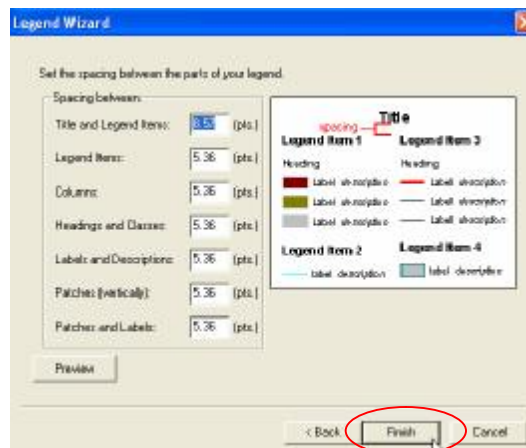 Legend Wizard
Set the spacing between the parts of your legend.
Spacing between:
Title and Legend Items: 8.53 (pts.)
Legend Items: 5.36 (pts.)
Columns: 5.36 (pts.)
Headings and Classes: 5.36 (pts.)
Labels and Descriptions: 5.36 (pts.)
Patches (vertically): 5.36 (pts.)
Patches and Labels: 5.36 (pts.)
Title
spacing
Legend Item 1 Legend Item 3
Heading Heading
Label description Label description
Label description Label description
Label description Label description
Legend Item 2 Legend Item 4
label description label description
Preview
< Back Finish Cancel